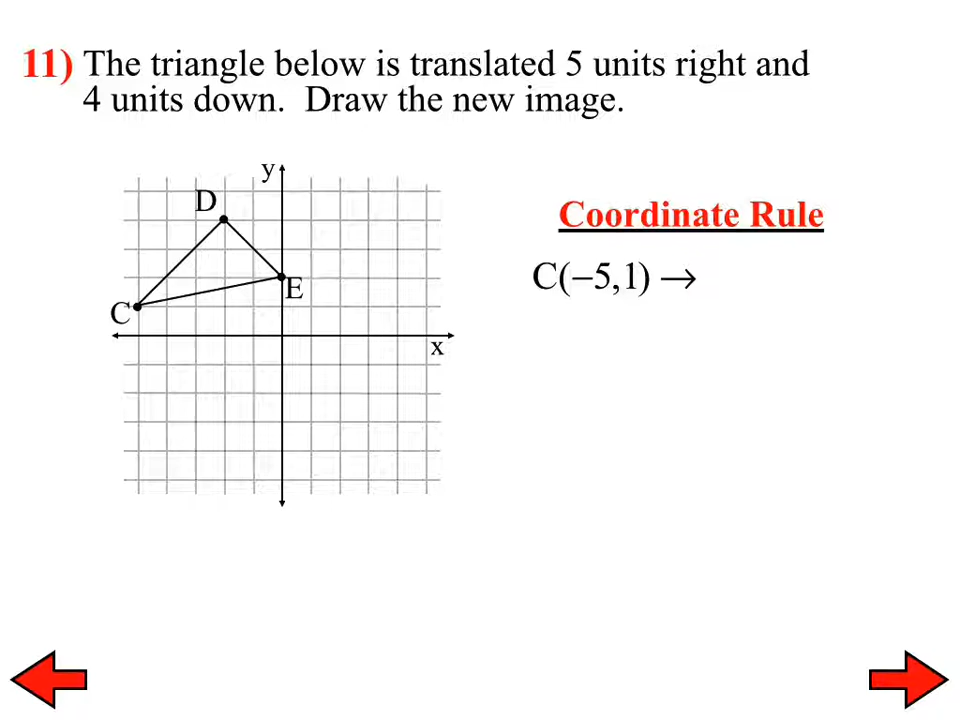 11) The triangle below is translated 5 units right and
4 units down. Draw the new image.
y
D
Coordinate Rule
C(−5,1) →
E
C
x